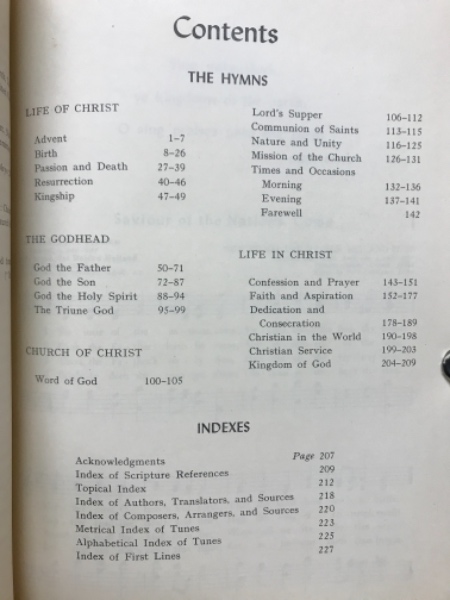 Contents
THE HYMNS
LIFE OF CHRIST
Advent 1-7
Birth 8-26
Passion and Death 27-39
Resurrection 40-46
Kingship 47-49
THE GODHEAD
God the Father 50-71
God the Son 72-87
God the Holy Spirit 88-94
The Triune God 95-99
CHURCH OF CHRIST
Word of God 100-105
Lord's Supper 106-112
Communion of Saints 113-115
Nature and Unity 116-125
Mission of the Church 126-131
Times and Occasions
Morning 132-136
Evening 137-141
Farewell 142
LIFE IN CHRIST
Confession and Prayer 143-151
Faith and Aspiration 152-177
Dedication and
Consecration 178-189
Christian in the World 190-198
Christian Service 199-203
Kingdom of God 204-209
INDEXES
Acknowledgments Page 207
Index of Scripture References 209
Topical Index 212
Index of Authors, Translators, and Sources 218
Index of Composers, Arrangers, and Sources 220
Metrical Index of Tunes 223
Alphabetical Index of Tunes 225
Index of First Lines 227